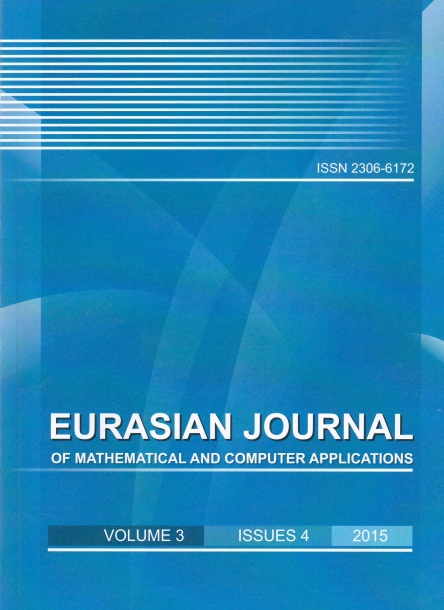 ISSN 2306-6172
EURASIAN JOURNAL
OF MATHEMATICAL AND COMPUTER APPLICATIONS
VOLUME 3 ISSUES 4 2015